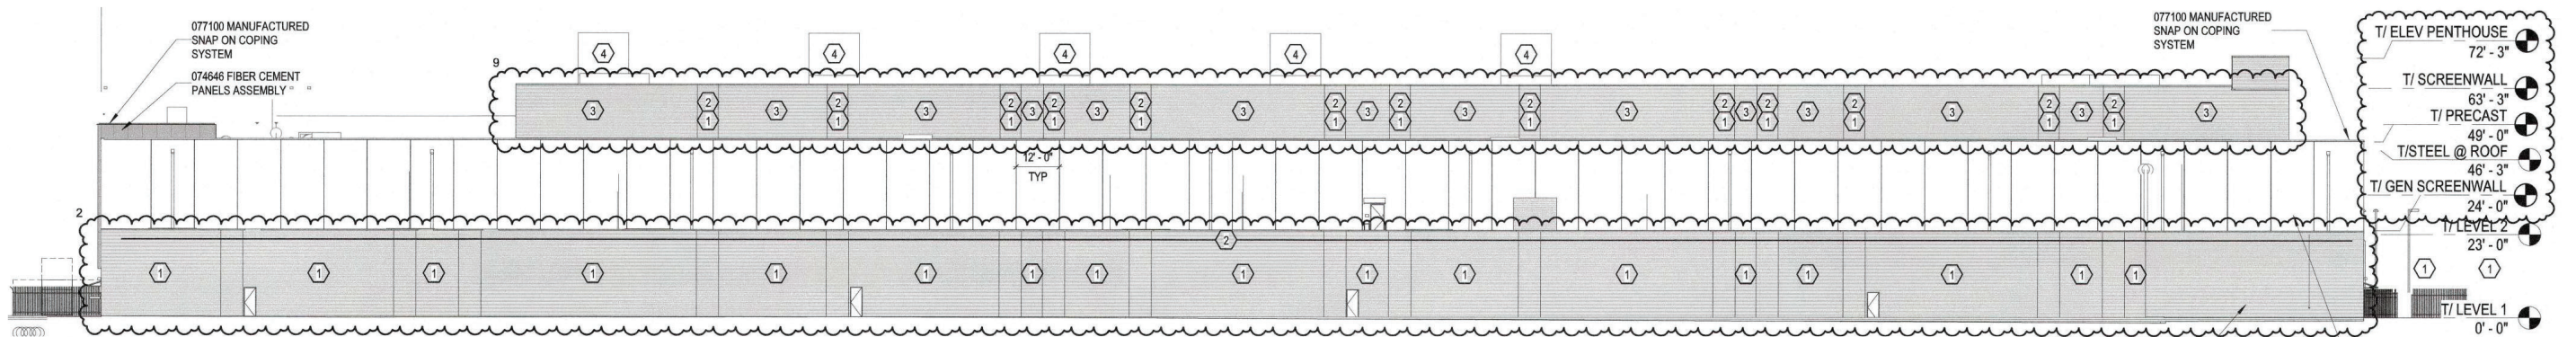 077100 MANUFACTURED
SNAP ON COPING
SYSTEM
074646 FIBER CEMENT
PANELS ASSEMBLY
9
4
4
4
4
4
077100 MANUFACTURED
SNAP ON COPING
SYSTEM
T/ ELEV PENTHOUSE
72' - 3"
T/ SCREENWALL
63' - 3"
T/ PRECAST
49' - 0"
T/STEEL @ ROOF
46' - 3"
T/ GEN SCREENWALL
24' - 0"
T/ LEVEL 2
23' - 0"
T/ LEVEL 1
0' - 0"
3 2 3 2 3 2 3 2 3 2 3 2 3 2 3 2 3 2 3 2 3 2 3 2 3 2 3
1 1 1 1 1 1 1 1 1 1 1 1 1
12' - 0"
TYP
2
2
1 1 1 1 1 1 1 1 1 1 1 1 1 1 1 1 1 1 1 1